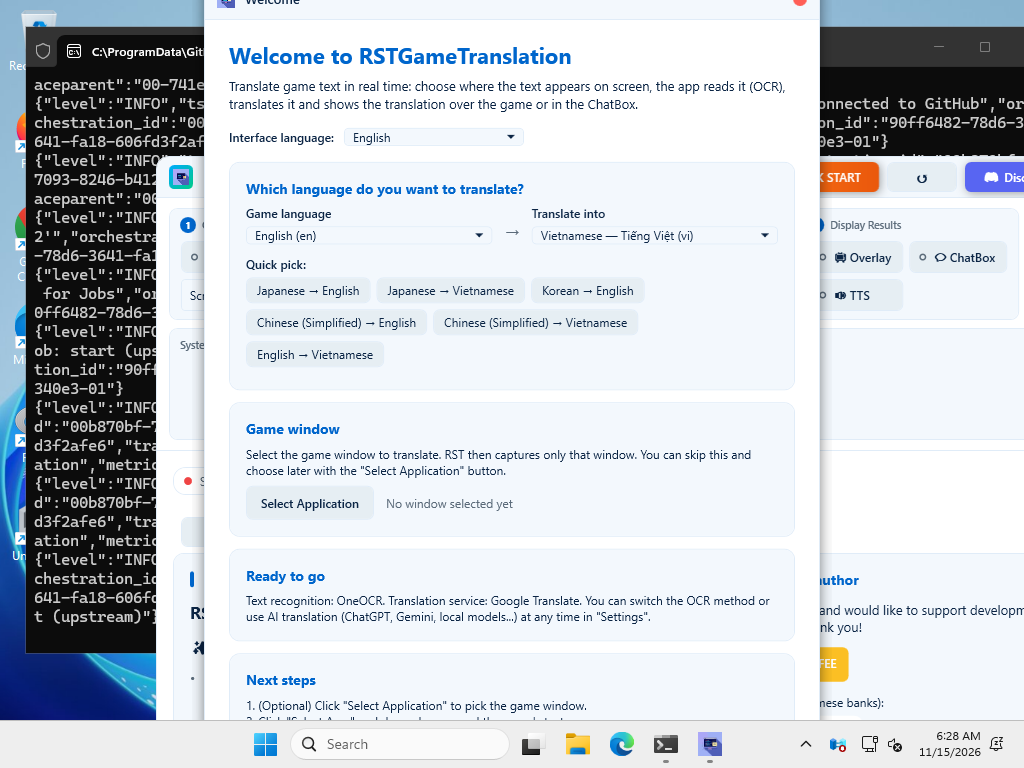 Welcome
Welcome to RSTGameTranslation
Translate game text in real time: choose where the text appears on screen, the app reads it (OCR),
translates it and shows the translation over the game or in the ChatBox.
Interface language: English
Which language do you want to translate?
Game language
Translate into
English (en)
→
Vietnamese — Tiếng Việt (vi)
Quick pick:
Japanese → English
Japanese → Vietnamese
Korean → English
Chinese (Simplified) → English
Chinese (Simplified) → Vietnamese
English → Vietnamese
Game window
Select the game window to translate. RST then captures only that window. You can skip this and
choose later with the "Select Application" button.
Select Application
No window selected yet
Ready to go
Text recognition: OneOCR. Translation service: Google Translate. You can switch the OCR method or
use AI translation (ChatGPT, Gemini, local models...) at any time in "Settings".
Next steps
1. (Optional) Click "Select Application" to pick the game window.
C:\ProgramData\Git
aceparent":"00-741e
{"level":"INFO","ts
chestration_id":"00
641-fa18-606fd3f2af
{"level":"INFO"
7093-8246-b412
aceparent":"00
{"level":"INFO
2'","orchestra
-78d6-3641-fa1
{"level":"INFO
for Jobs","or
0ff6482-78d6-3
{"level":"INFO
ob: start (ups
tion_id":"90ff
340e3-01"}
{"level":"INFO
d":"00b870bf-7
d3f2afe6","tra
ation","metric
{"level":"INFO
d":"00b870bf-7
d3f2afe6","tra
ation","metric
{"level":"INFO
chestration_id
641-fa18-606fd
t (upstream)"}
onnected to GitHub","or
on_id":"90ff6482-78d6-3
0e3-01"}
START
Disc
1
Display Results
Overlay
ChatBox
TTS
Scr
Syste
S
RS
author
and would like to support developm
nk you!
FEE
mese banks):
Search
6:28 AM
11/15/2026